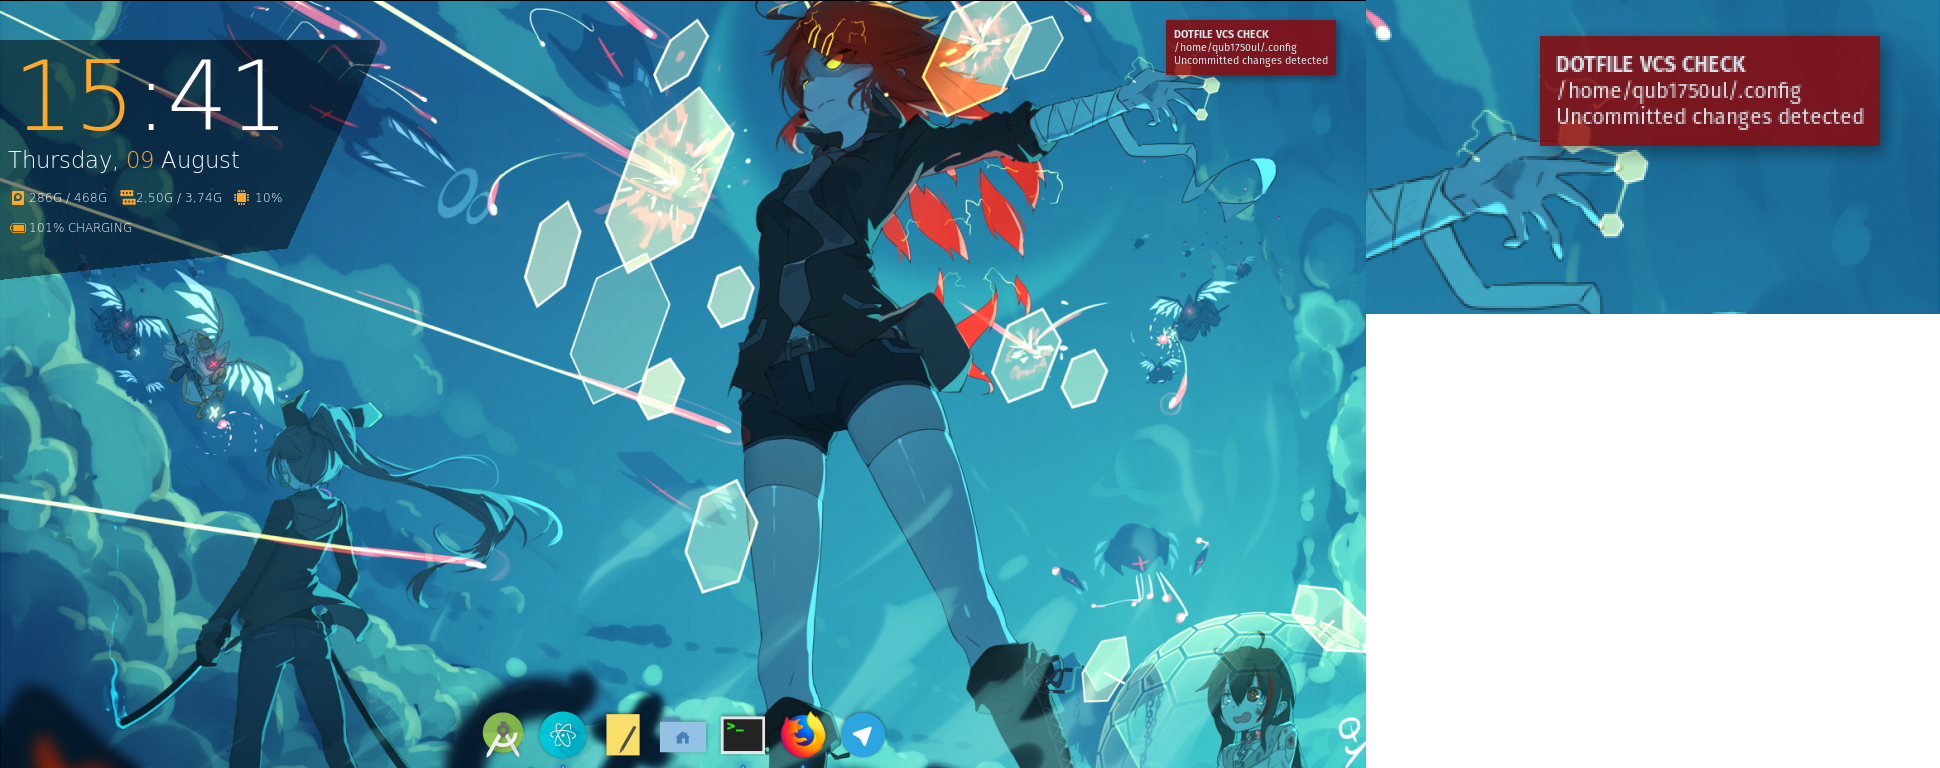 15:41
Thursday, 09 August
286G / 468G 2,50G / 3,74G 10%
101% CHARGING
DOTFILE VCS CHECK
/home/qub1750ul/.config
Uncommitted changes detected
>_
DOTFILE VCS CHECK
/home/qub1750ul/.config
Uncommitted changes detected